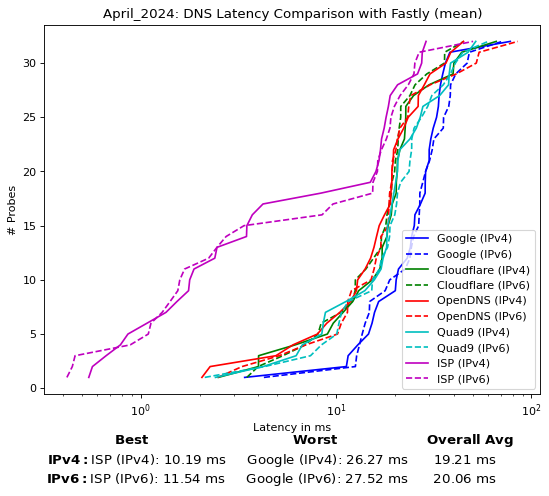 April_2024: DNS Latency Comparison with Fastly (mean)
# Probes
30
25
20
15
10
5
0
Google (IPv4)
Google (IPv6)
Cloudflare (IPv4)
Cloudflare (IPv6)
OpenDNS (IPv4)
OpenDNS (IPv6)
Quad9 (IPv4)
Quad9 (IPv6)
ISP (IPv4)
ISP (IPv6)
10⁰ 10¹ 10²
Latency in ms
Best Worst Overall Avg
IPv4: ISP (IPv4): 10.19 ms Google (IPv4): 26.27 ms 19.21 ms
IPv6: ISP (IPv6): 11.54 ms Google (IPv6): 27.52 ms 20.06 ms